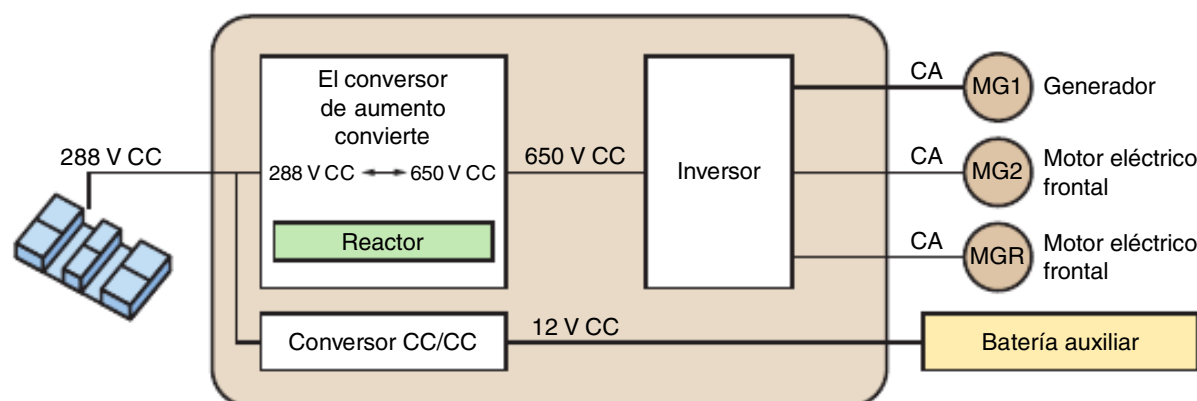 El conversor
de aumento
convierte
288 V CC
288 V CC
650 V CC
Reactor
650 V CC
Inversor
CA
MG1
Generador
CA
MG2
Motor eléctrico
frontal
CA
MGR
Motor eléctrico
frontal
Conversor CC/CC
12 V CC
Batería auxiliar